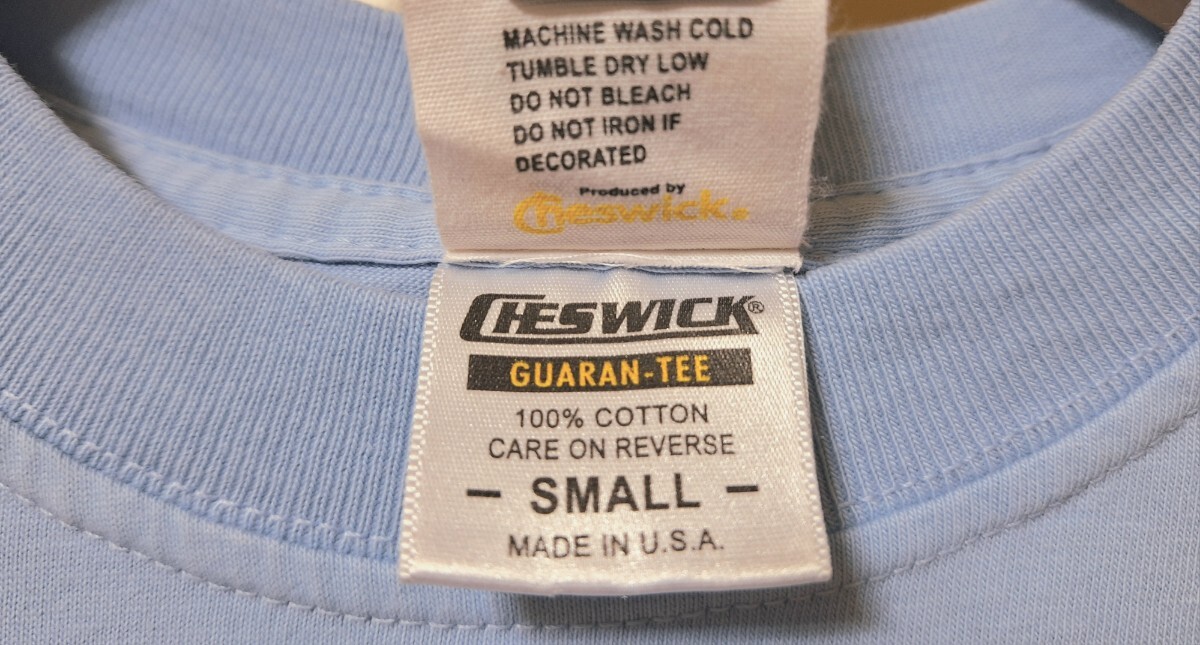 MACHINE WASH COLD
TUMBLE DRY LOW
DO NOT BLEACH
DO NOT IRON IF
DECORATED
Produced by
Cheswick®
CHESWICK®
GUARAN-TEE
100% COTTON
CARE ON REVERSE
- SMALL -
MADE IN U.S.A.